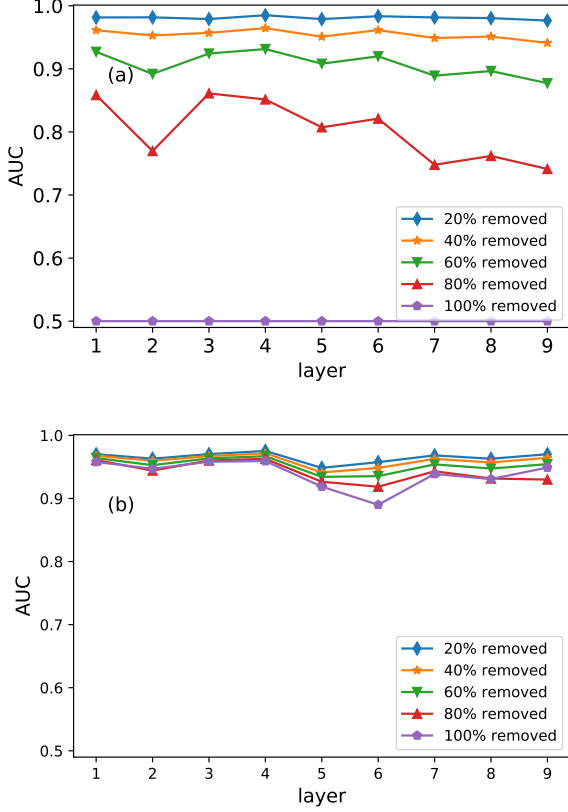 1.0
(a)
0.9
0.8
AUC
0.7
0.6
0.5
20% removed
40% removed
60% removed
80% removed
100% removed
1 2 3 4 5 6 7 8 9
layer
1.0
0.9
(b)
0.8
AUC
0.7
0.6
0.5
20% removed
40% removed
60% removed
80% removed
100% removed
1 2 3 4 5 6 7 8 9
layer